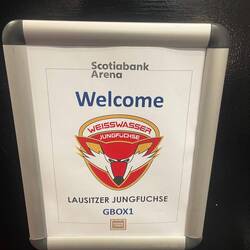 Scotiabank
Arena
Welcome
WEISSWASSER
JUNGFÜCHSE
LAUSITZER JUNGFUCHSE
GBOX1